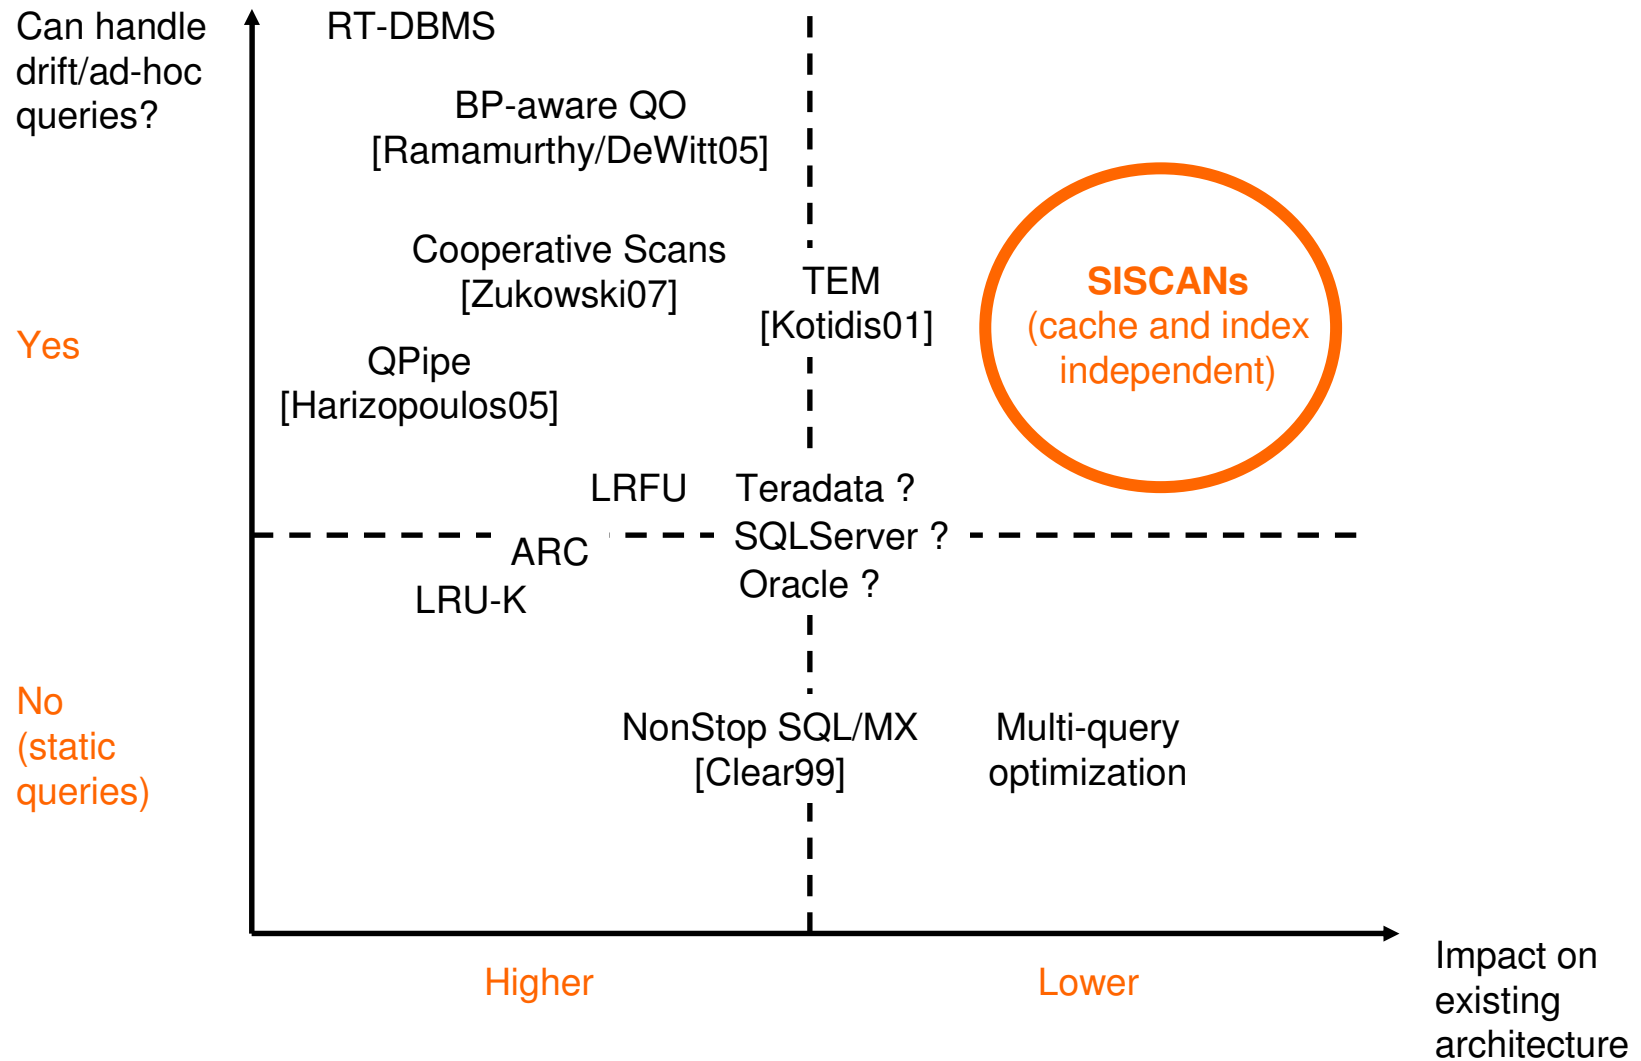 Can handle
drift/ad-hoc
queries?
RT-DBMS
BP-aware QO
[Ramamurthy/DeWitt05]
Cooperative Scans
[Zukowski07]
TEM
[Kotidis01]
SISCANs
(cache and index
independent)
Yes
QPipe
[Harizopoulos05]
LRFU
Teradata ?
SQLServer ?
Oracle ?
ARC
LRU-K
No
(static
queries)
NonStop SQL/MX
[Clear99]
Multi-query
optimization
Higher
Lower
Impact on
existing
architecture